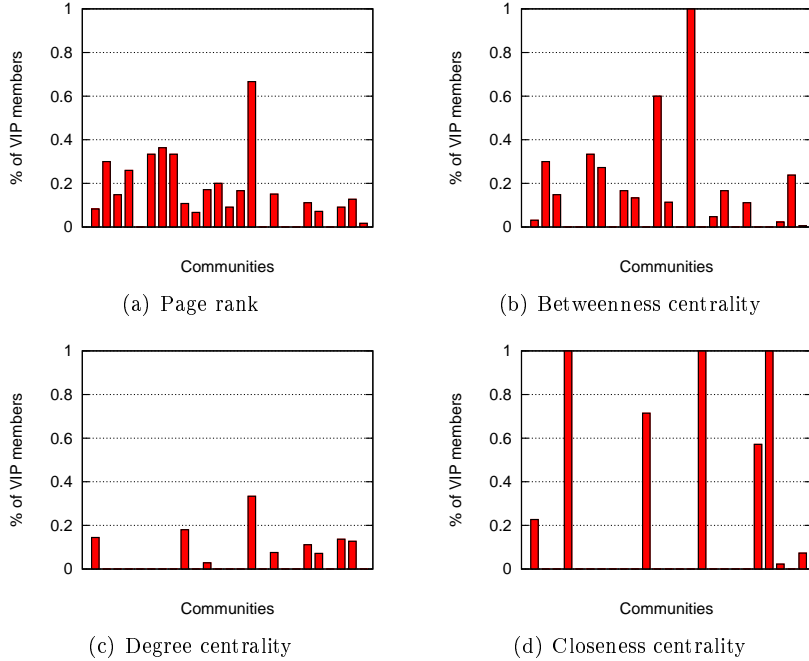 1
0.8
0.6
0.4
0.2
0
% of VIP members
Communities
(a) Page rank
1
0.8
0.6
0.4
0.2
0
% of VIP members
Communities
(b) Betweenness centrality
1
0.8
0.6
0.4
0.2
0
% of VIP members
Communities
(c) Degree centrality
1
0.8
0.6
0.4
0.2
0
% of VIP members
Communities
(d) Closeness centrality